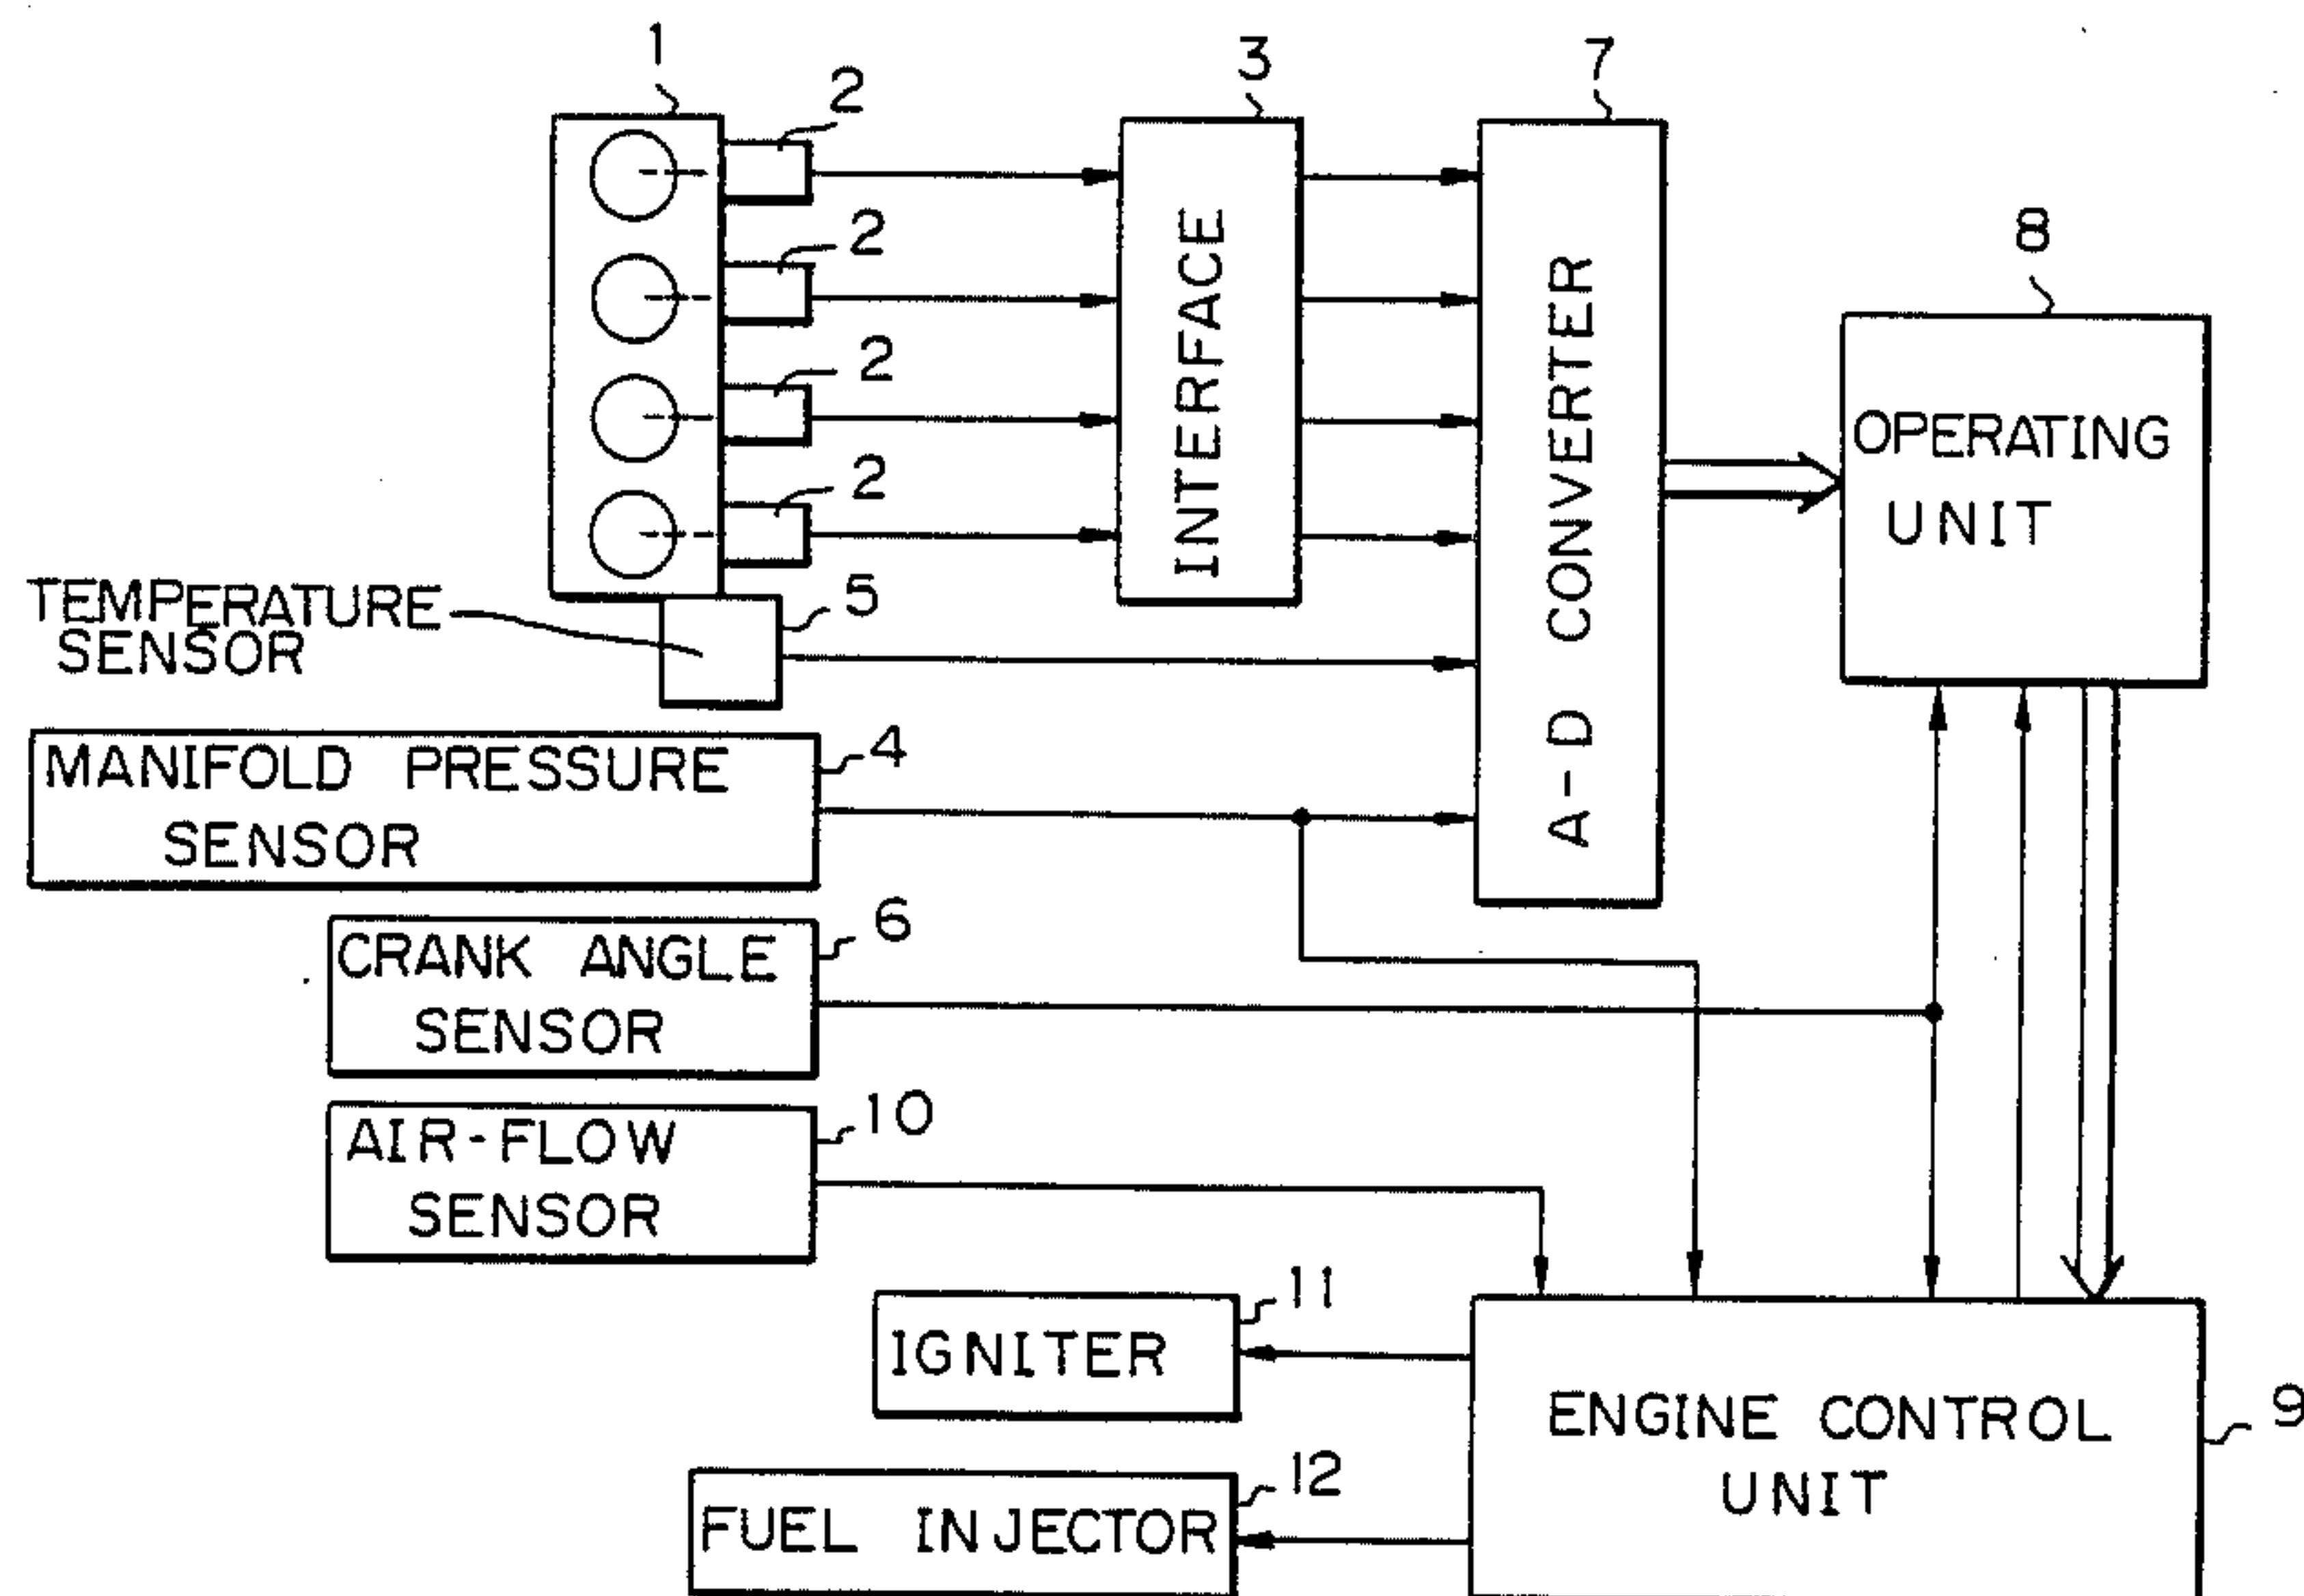 1
2
3
7
2
8
2
2
INTERFACE
A-D CONVERTER
OPERATING
UNIT
TEMPERATURE
SENSOR
5
MANIFOLD PRESSURE
SENSOR
4
CRANK ANGLE
SENSOR
6
AIR-FLOW
SENSOR
10
IGNITER
11
ENGINE CONTROL
UNIT
9
FUEL INJECTOR
12